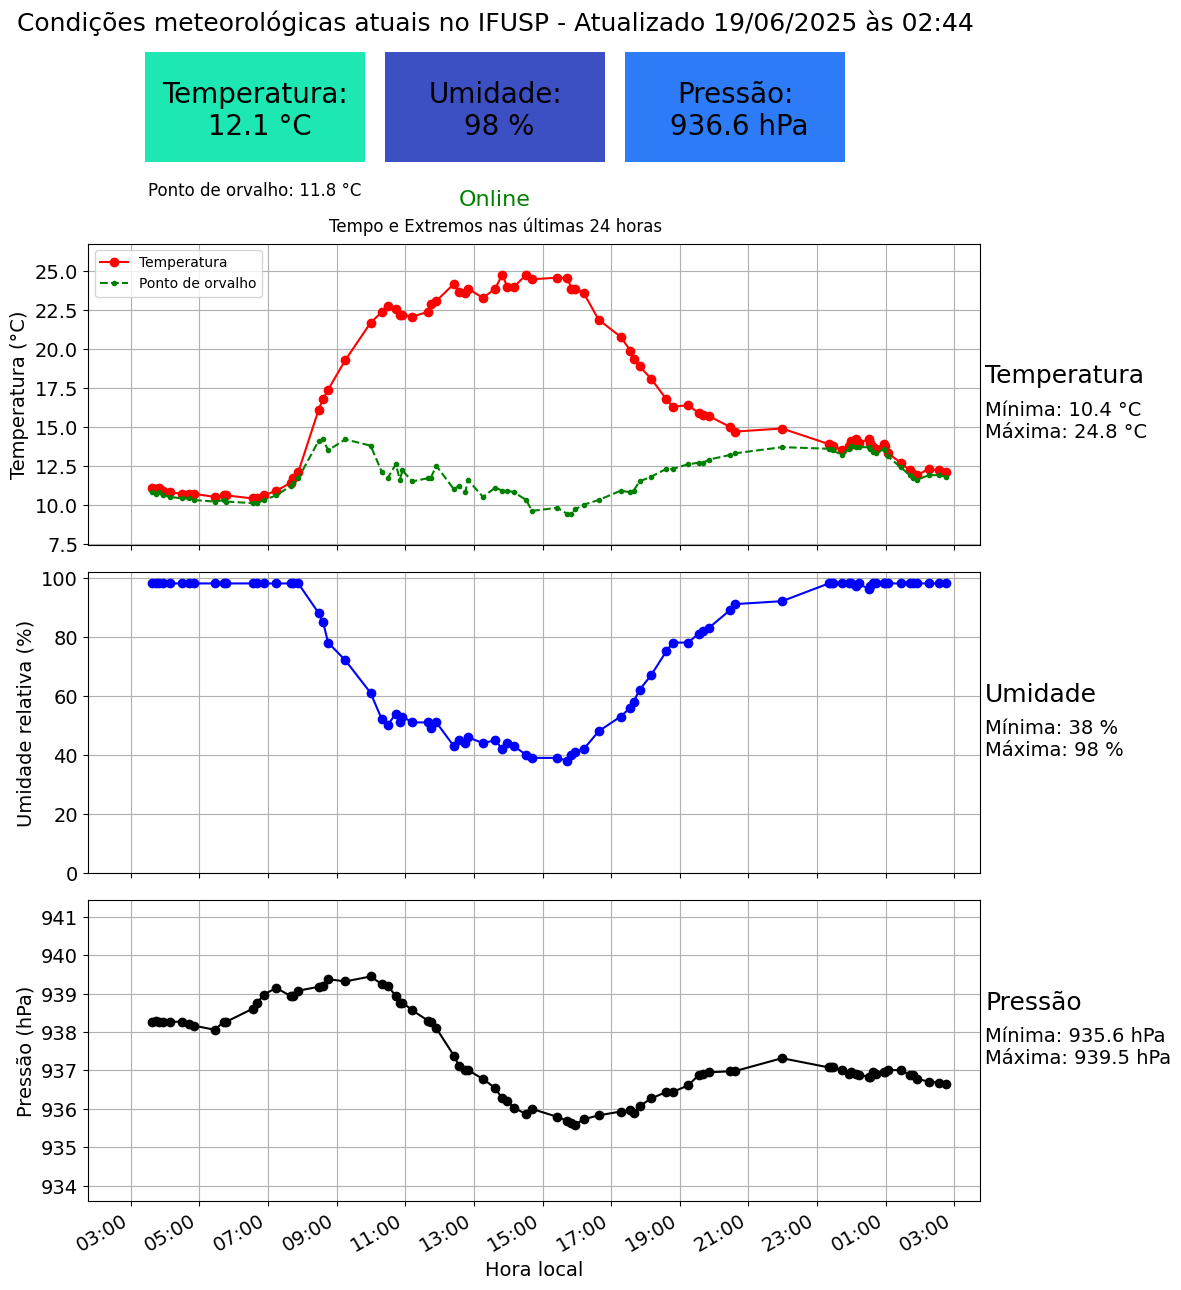 Condições meteorológicas atuais no IFUSP - Atualizado 19/06/2025 às 02:44
Temperatura:
12.1 °C
Umidade:
98 %
Pressão:
936.6 hPa
Ponto de orvalho: 11.8 °C
Online
Tempo e Extremos nas últimas 24 horas
Temperatura
Ponto de orvalho
Temperatura (°C)
25.0
22.5
20.0
17.5
15.0
12.5
10.0
7.5
Temperatura
Mínima: 10.4 °C
Máxima: 24.8 °C
Umidade relativa (%)
100
80
60
40
20
0
Umidade
Mínima: 38 %
Máxima: 98 %
Pressão (hPa)
941
940
939
938
937
936
935
934
Pressão
Mínima: 935.6 hPa
Máxima: 939.5 hPa
03:00 05:00 07:00 09:00 11:00 13:00 15:00 17:00 19:00 21:00 23:00 01:00 03:00
Hora local